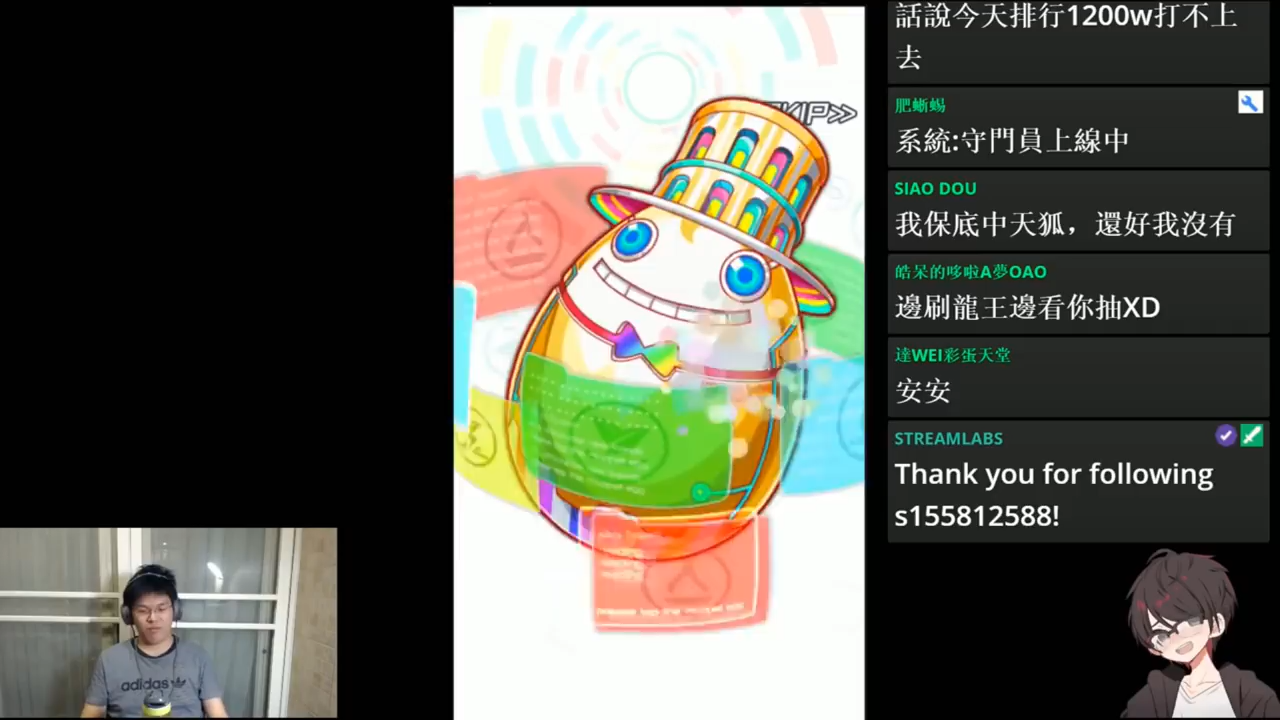 話說今天排行1200w打不上
去
肥蜥蜴
系統:守門員上線中
SIAO DOU
我保底中天狐，還好我沒有
皓呆的哆啦A夢OAO
邊刷龍王邊看你抽XD
達WEI彩蛋天堂
安安
STREAMLABS
Thank you for following
s155812588!
SKIP>>
adidas